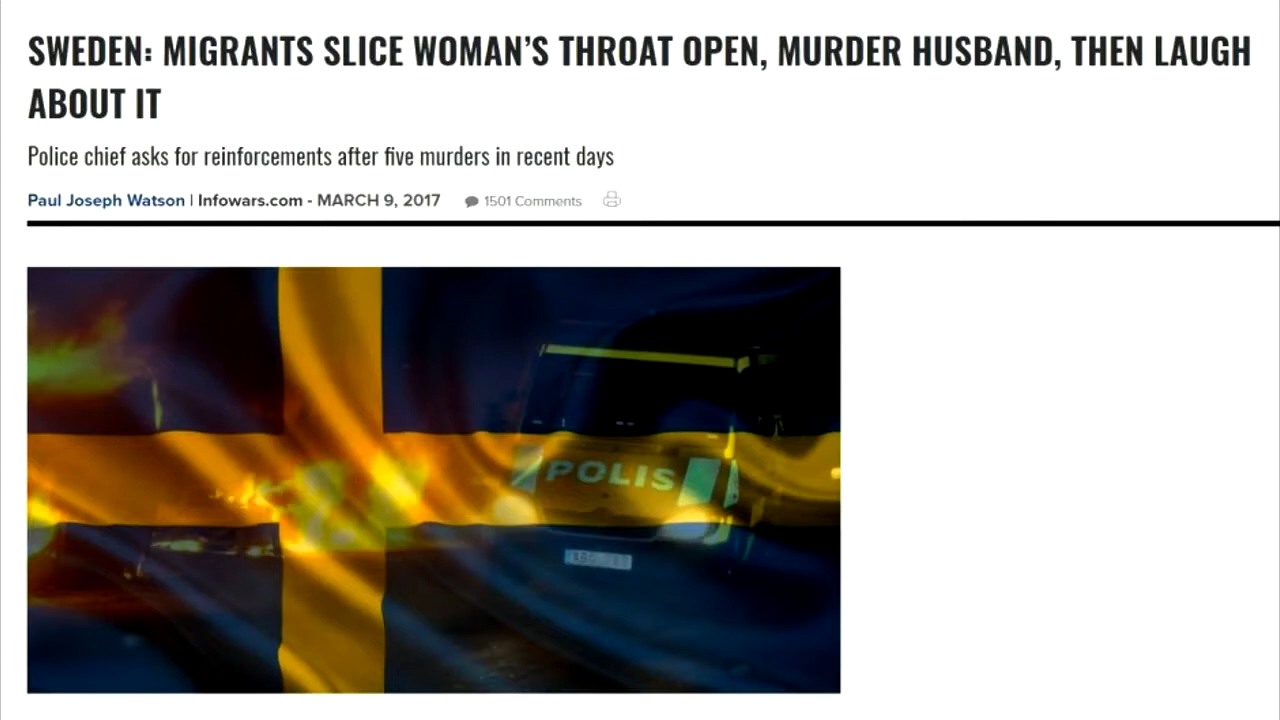 SWEDEN: MIGRANTS SLICE WOMAN’S THROAT OPEN, MURDER HUSBAND, THEN LAUGH
ABOUT IT
Police chief asks for reinforcements after five murders in recent days
Paul Joseph Watson | Infowars.com - MARCH 9, 2017 1501 Comments
POLIS